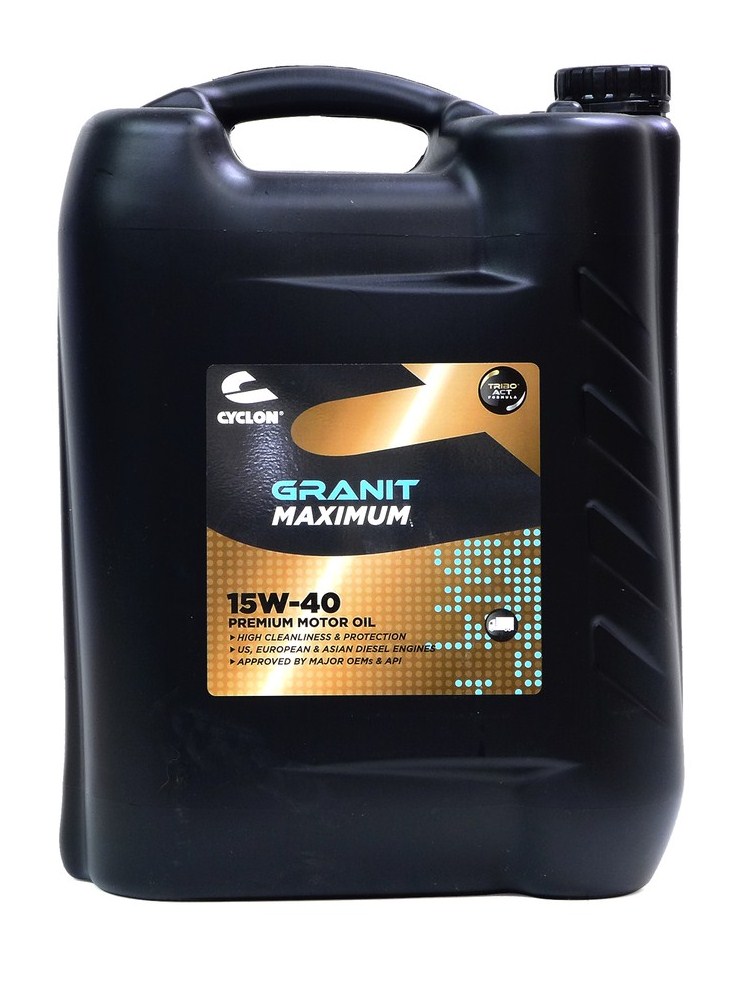 CYCLON®
TRIBO
ACT
FORMULA
GRANIT
MAXIMUM
15W-40
PREMIUM MOTOR OIL
HIGH CLEANLINESS & PROTECTION
US, EUROPEAN & ASIAN DIESEL ENGINES
APPROVED BY MAJOR OEMs & API